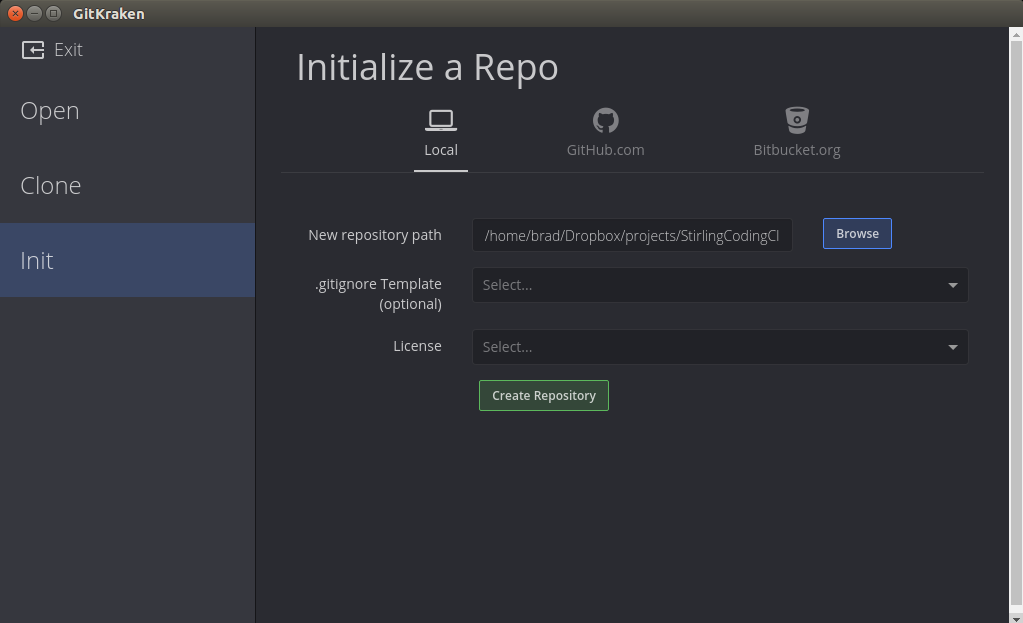 GitKraken
Exit
Open
Clone
Init
Initialize a Repo
Local
GitHub.com
Bitbucket.org
New repository path
/home/brad/Dropbox/projects/StirlingCodingCl
Browse
.gitignore Template
(optional)
Select...
License
Select...
Create Repository